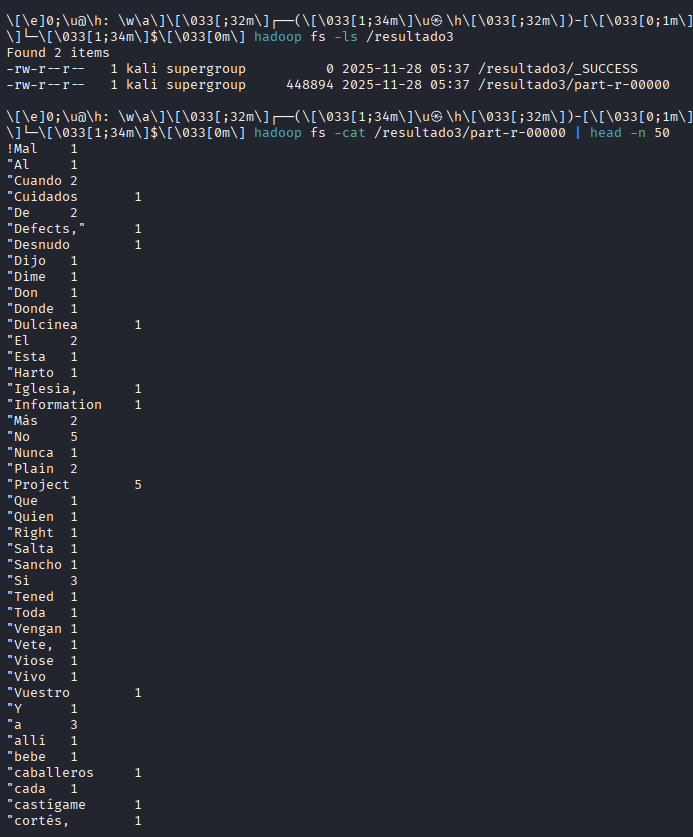 \[\e]0;\u@\h: \w\a\]\[\033[;32m\]┌──(\[\033[1;34m\]\u㉿\h\[\033[;32m\])-[\[\033[0;1m\]
\]└─\[\033[1;34m\]$\[\033[0m\] hadoop fs -ls /resultado3
Found 2 items
-rw-r--r--   1 kali supergroup          0 2025-11-28 05:37 /resultado3/_SUCCESS
-rw-r--r--   1 kali supergroup     448894 2025-11-28 05:37 /resultado3/part-r-00000
\[\e]0;\u@\h: \w\a\]\[\033[;32m\]┌──(\[\033[1;34m\]\u㉿\h\[\033[;32m\])-[\[\033[0;1m\]
\]└─\[\033[1;34m\]$\[\033[0m\] hadoop fs -cat /resultado3/part-r-00000 | head -n 50
!Mal    1
"Al     1
"Cuando 2
"Cuidados       1
"De     2
"Defects,"      1
"Desnudo        1
"Dijo   1
"Dime   1
"Don    1
"Donde  1
"Dulcinea       1
"El     2
"Esta   1
"Harto  1
"Iglesia,       1
"Information    1
"Más    2
"No     5
"Nunca  1
"Plain  2
"Project        5
"Que    1
"Quien  1
"Right  1
"Salta  1
"Sancho 1
"Si     3
"Tened  1
"Toda   1
"Vengan 1
"Vete,  1
"Viose  1
"Vivo   1
"Vuestro        1
"Y      1
"a      3
"allí   1
"bebe   1
"caballeros     1
"cada   1
"castígame      1
"cortés,        1